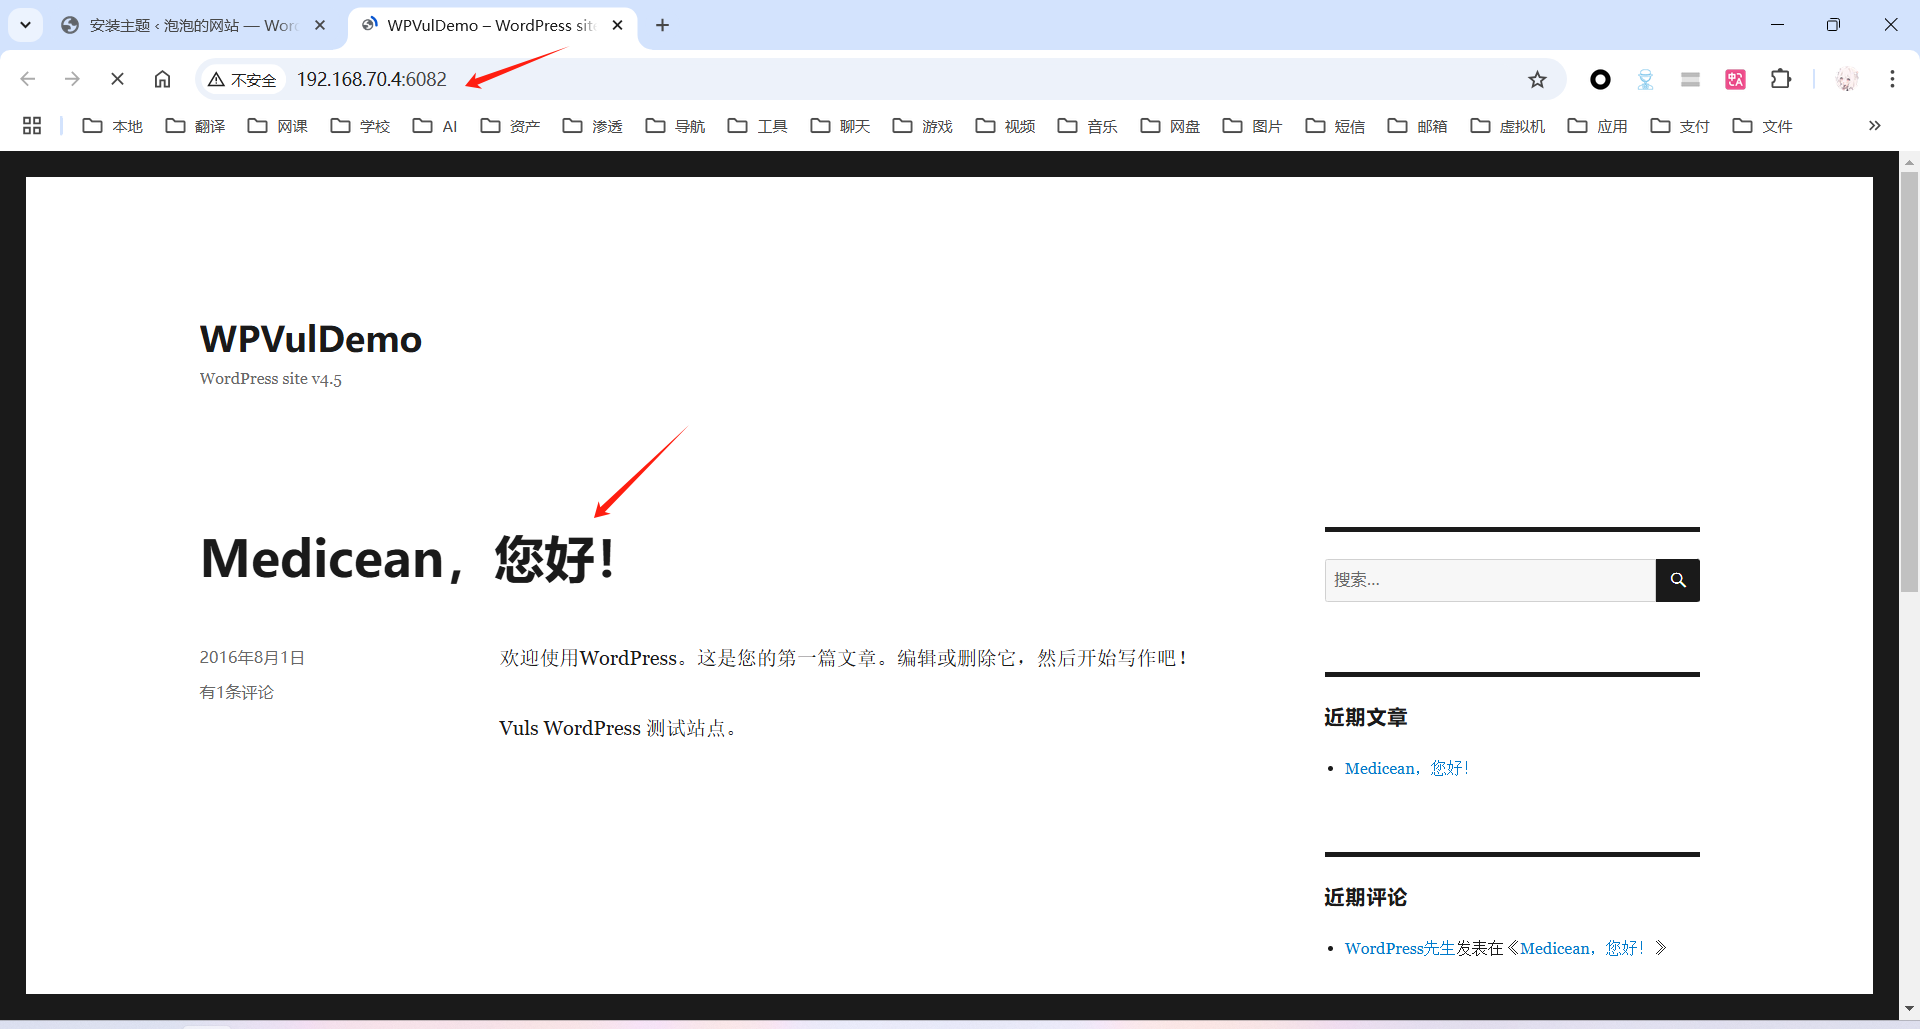 安装主题 ‹ 泡泡的网站 — Word
WPVulDemo – WordPress site
不安全
192.168.70.4:6082
本地
翻译
网课
学校
AI
资产
渗透
导航
工具
聊天
游戏
视频
音乐
网盘
图片
短信
邮箱
虚拟机
应用
支付
文件
WPVulDemo
WordPress site v4.5
Medicean，您好！
2016年8月1日
有1条评论
欢迎使用WordPress。这是您的第一篇文章。编辑或删除它，然后开始写作吧！
Vuls WordPress 测试站点。
搜索…
近期文章
Medicean，您好！
近期评论
WordPress先生发表在《Medicean，您好！》